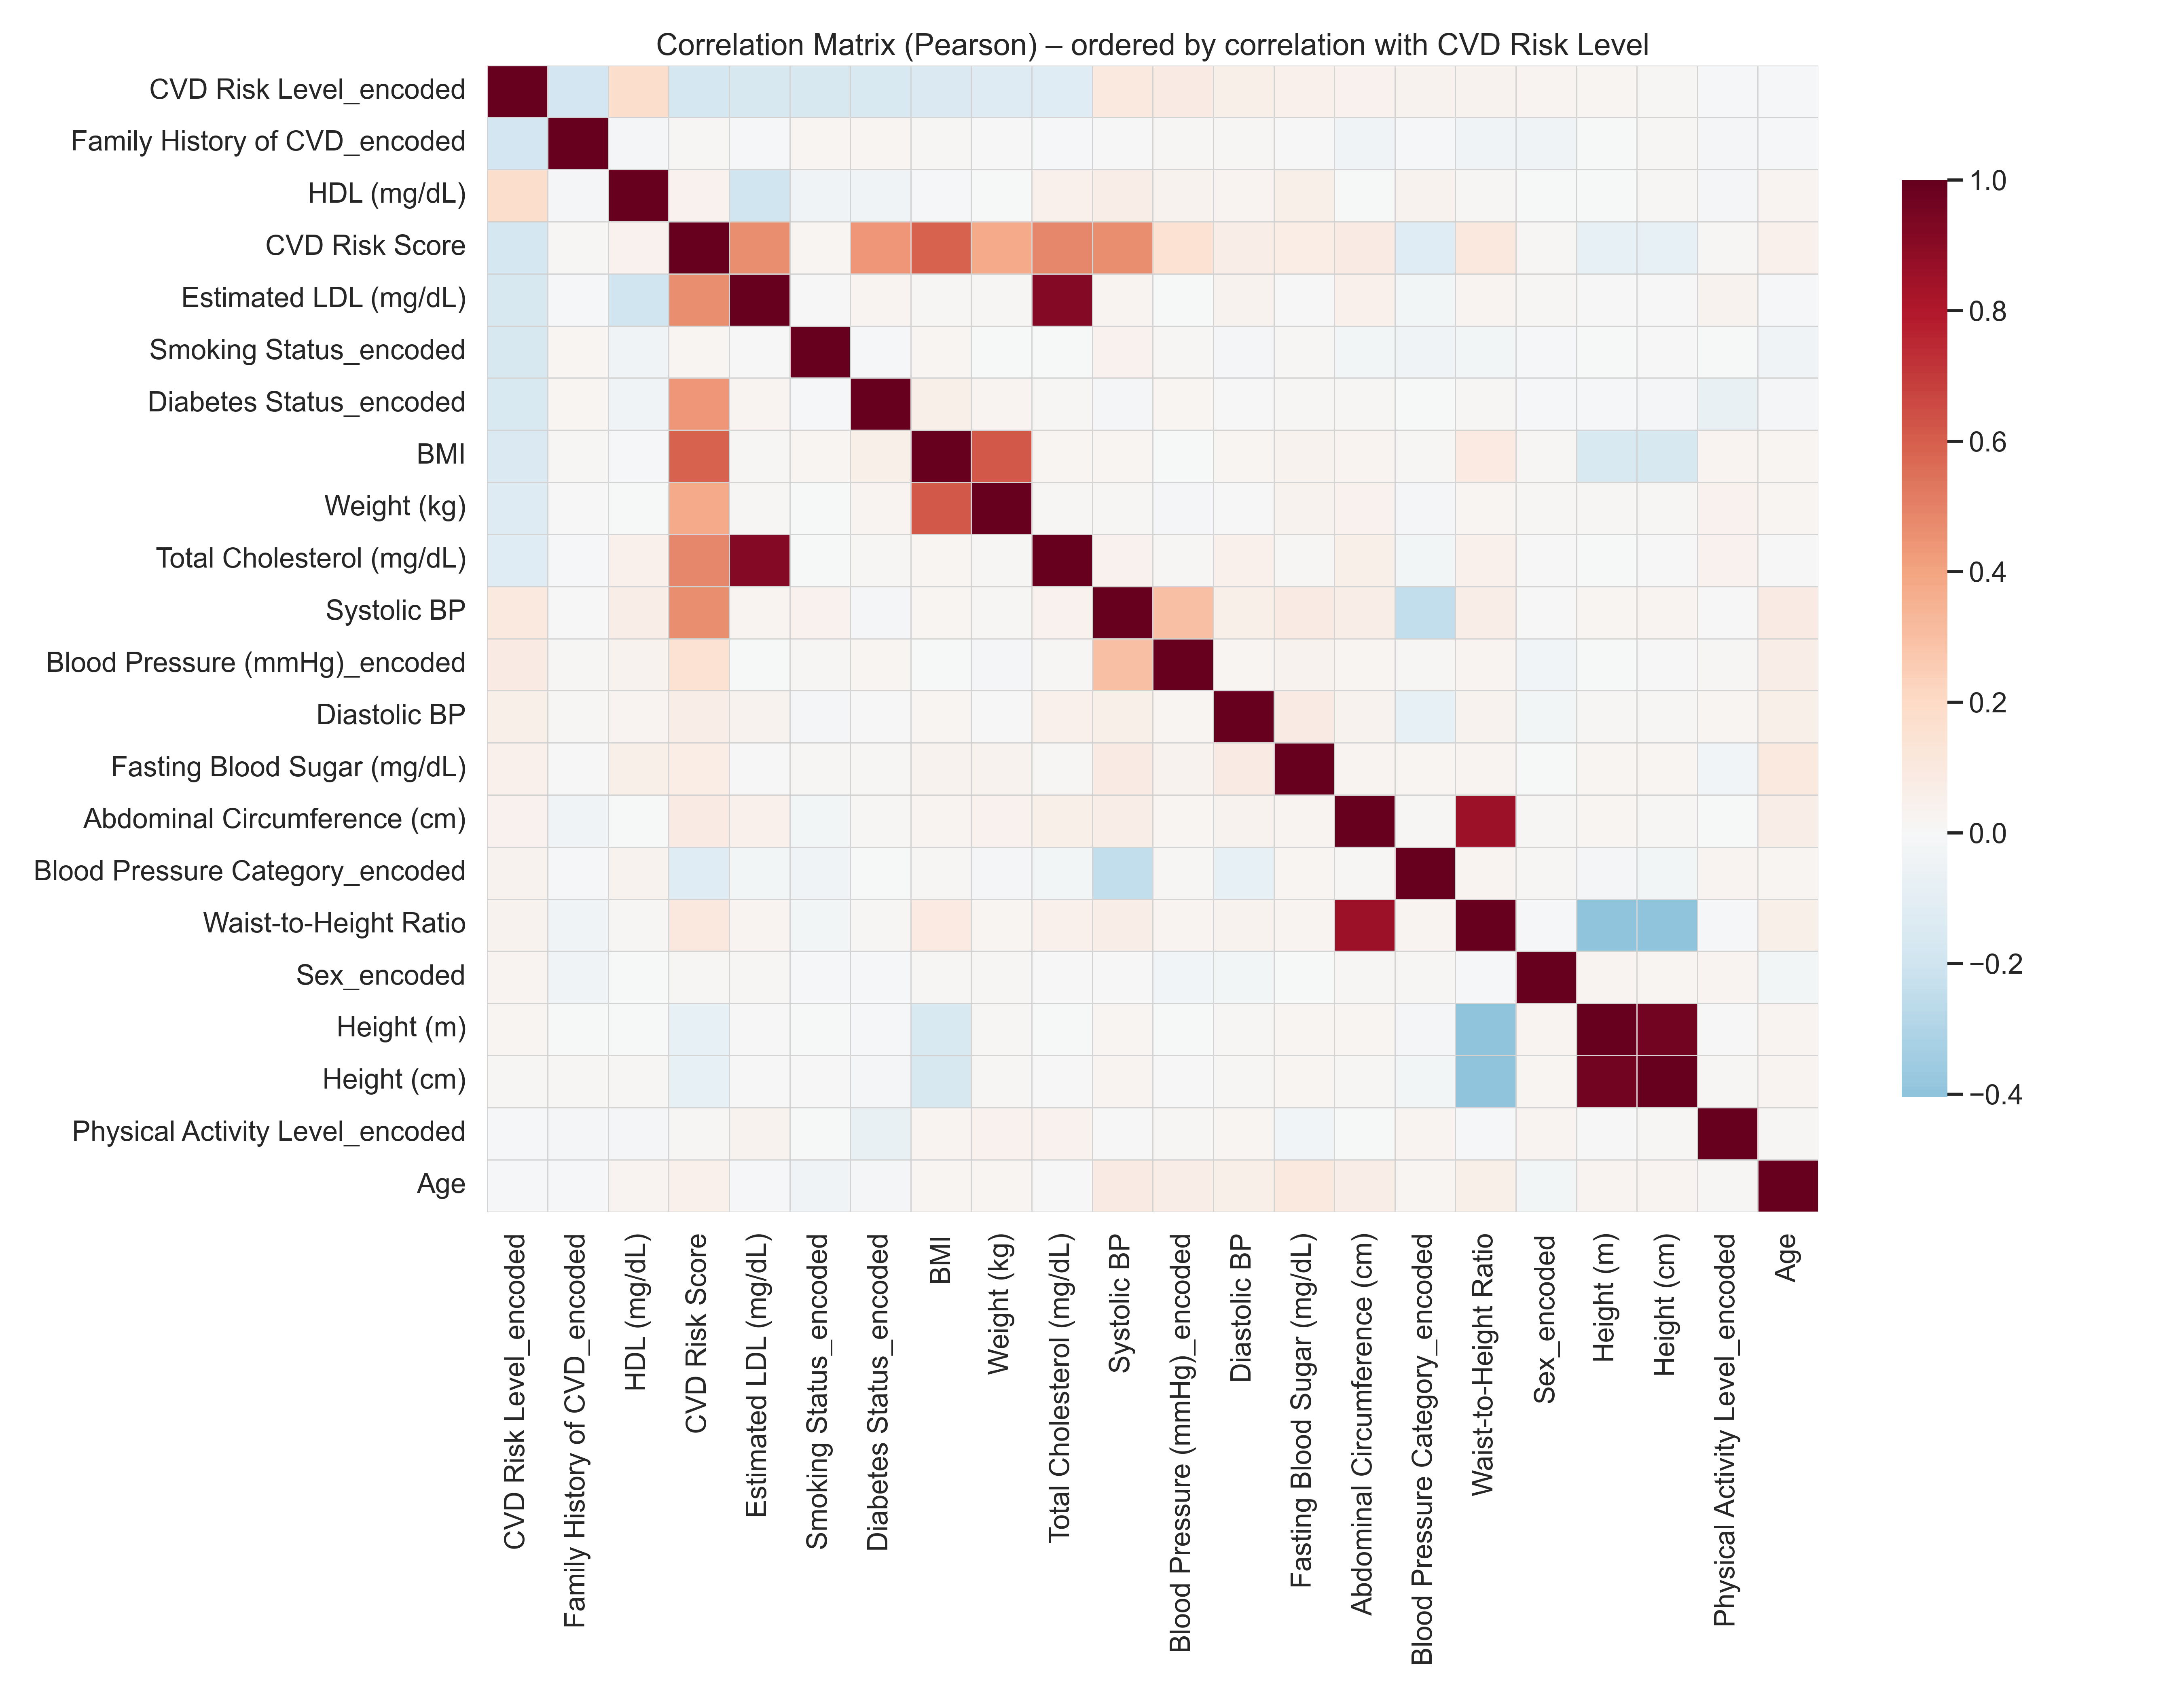 Correlation Matrix (Pearson) – ordered by correlation with CVD Risk Level
CVD Risk Level_encoded
Family History of CVD_encoded
HDL (mg/dL)
CVD Risk Score
Estimated LDL (mg/dL)
Smoking Status_encoded
Diabetes Status_encoded
BMI
Weight (kg)
Total Cholesterol (mg/dL)
Systolic BP
Blood Pressure (mmHg)_encoded
Diastolic BP
Fasting Blood Sugar (mg/dL)
Abdominal Circumference (cm)
Blood Pressure Category_encoded
Waist-to-Height Ratio
Sex_encoded
Height (m)
Height (cm)
Physical Activity Level_encoded
Age
CVD Risk Level_encoded
Family History of CVD_encoded
HDL (mg/dL)
CVD Risk Score
Estimated LDL (mg/dL)
Smoking Status_encoded
Diabetes Status_encoded
BMI
Weight (kg)
Total Cholesterol (mg/dL)
Systolic BP
Blood Pressure (mmHg)_encoded
Diastolic BP
Fasting Blood Sugar (mg/dL)
Abdominal Circumference (cm)
Blood Pressure Category_encoded
Waist-to-Height Ratio
Sex_encoded
Height (m)
Height (cm)
Physical Activity Level_encoded
Age
1.0
0.8
0.6
0.4
0.2
0.0
−0.2
−0.4